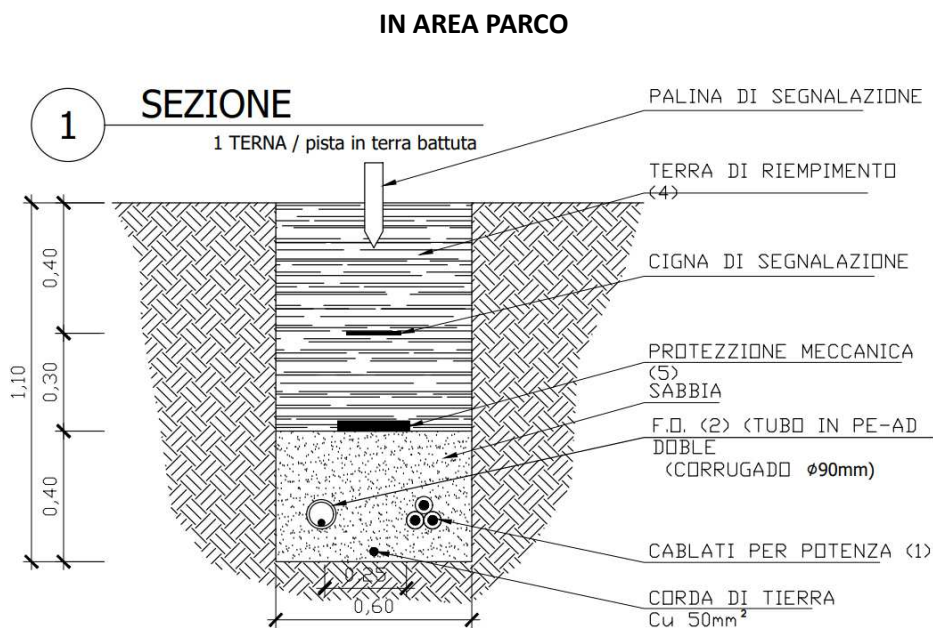 IN AREA PARCO
1
SEZIONE
1 TERNA / pista in terra battuta
PALINA DI SEGNALAZIONE
TERRA DI RIEMPIMENTO
(4)
CIGNA DI SEGNALAZIONE
PROTEZZIONE MECCANICA
(5)
SABBIA
F.O. (2) (TUBO IN PE-AD
DOBLE
(CORRUGADO ø90mm)
CABLATI PER POTENZA (1)
CORDA DI TIERRA
Cu 50mm²
0,40
0,30
1,10
0,40
0.25
0,60